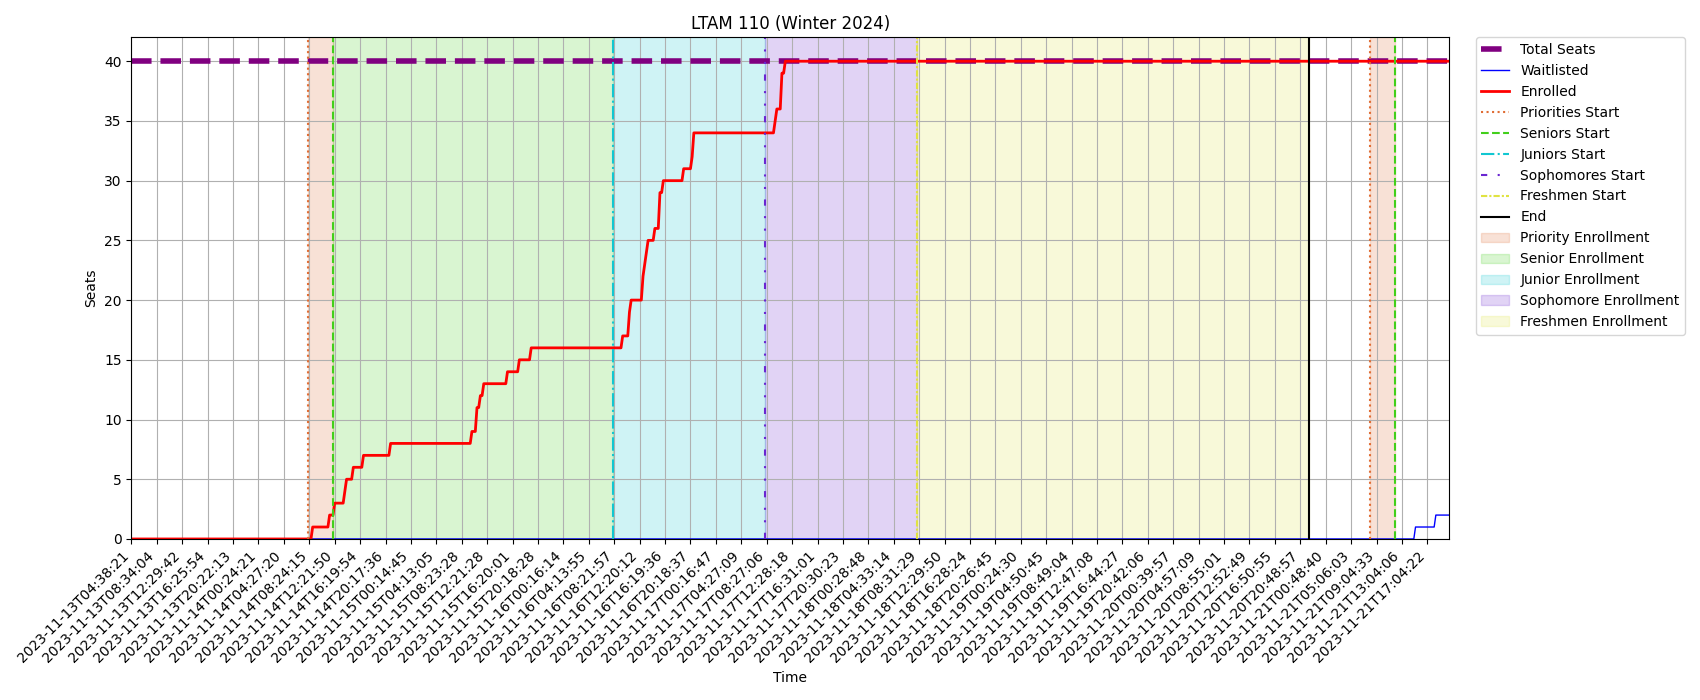 LTAM 110 (Winter 2024)
Total Seats
Waitlisted
Enrolled
Priorities Start
Seniors Start
Juniors Start
Sophomores Start
Freshmen Start
End
Priority Enrollment
Senior Enrollment
Junior Enrollment
Sophomore Enrollment
Freshmen Enrollment
Seats
40
35
30
25
20
15
10
5
0
2023-11-13T04:38:21
2023-11-13T08:34:04
2023-11-13T12:29:42
2023-11-13T16:25:54
2023-11-13T20:22:13
2023-11-14T00:24:21
2023-11-14T04:27:20
2023-11-14T08:24:15
2023-11-14T12:21:50
2023-11-14T16:19:54
2023-11-14T20:17:36
2023-11-15T00:14:45
2023-11-15T04:13:05
2023-11-15T08:23:28
2023-11-15T12:21:28
2023-11-15T16:20:01
2023-11-15T20:18:28
2023-11-16T00:16:14
2023-11-16T04:13:55
2023-11-16T08:21:57
2023-11-16T12:20:12
2023-11-16T16:19:36
2023-11-16T20:18:37
2023-11-17T00:16:47
2023-11-17T04:27:09
2023-11-17T08:27:06
2023-11-17T12:28:19
2023-11-17T16:31:01
2023-11-17T20:30:23
2023-11-18T00:28:48
2023-11-18T04:33:14
2023-11-18T08:31:29
2023-11-18T12:29:50
2023-11-18T16:28:24
2023-11-18T20:26:45
2023-11-19T00:24:30
2023-11-19T04:50:45
2023-11-19T08:49:04
2023-11-19T12:47:08
2023-11-19T16:44:27
2023-11-19T20:42:06
2023-11-20T00:39:57
2023-11-20T04:57:09
2023-11-20T08:55:01
2023-11-20T12:52:49
2023-11-20T16:50:55
2023-11-20T20:48:57
2023-11-21T00:48:40
2023-11-21T05:06:03
2023-11-21T09:04:33
2023-11-21T13:04:06
2023-11-21T17:04:22
Time